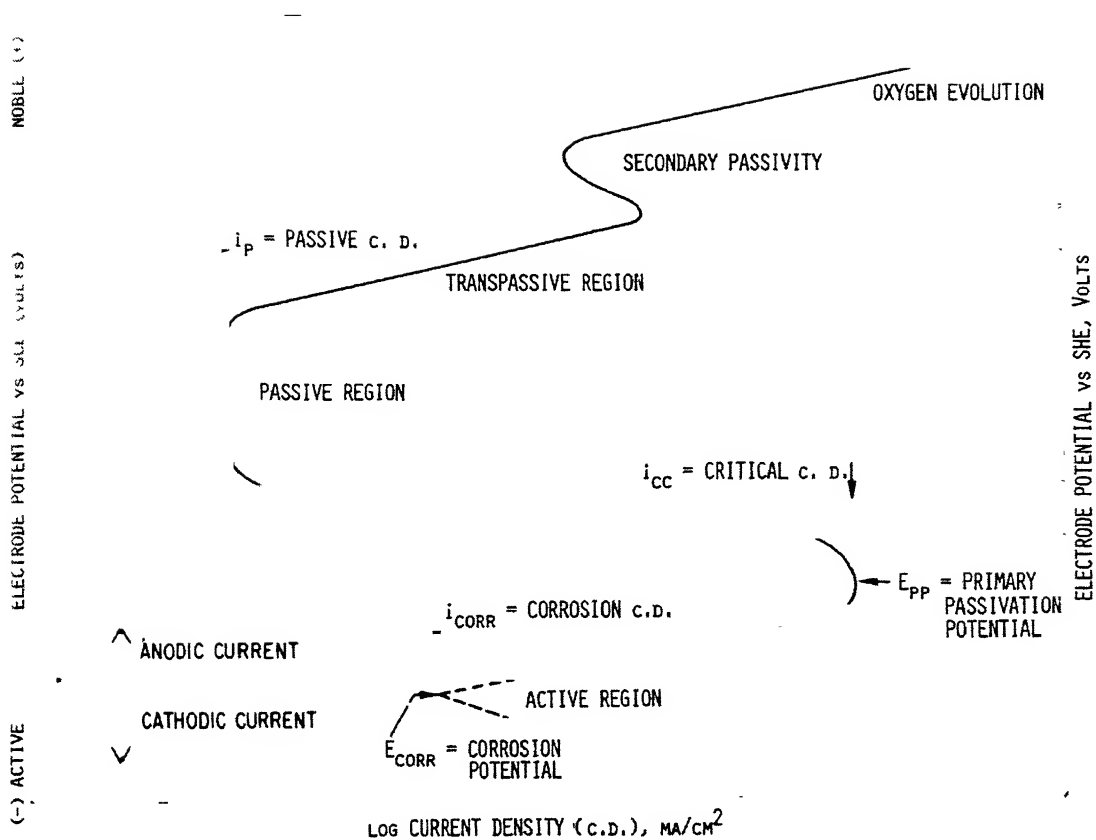 NOBLE (+)
ELECTRODE POTENTIAL vs SCE (VOLTS)
(-) ACTIVE
OXYGEN EVOLUTION
SECONDARY PASSIVITY
iP = PASSIVE C. D.
TRANSPASSIVE REGION
PASSIVE REGION
iCC = CRITICAL C. D.
EPP = PRIMARY
PASSIVATION
POTENTIAL
iCORR = CORROSION C.D.
ANODIC CURRENT
CATHODIC CURRENT
ACTIVE REGION
ECORR = CORROSION
POTENTIAL
ELECTRODE POTENTIAL vs SHE, VOLTS
LOG CURRENT DENSITY (C.D.), MA/CM2